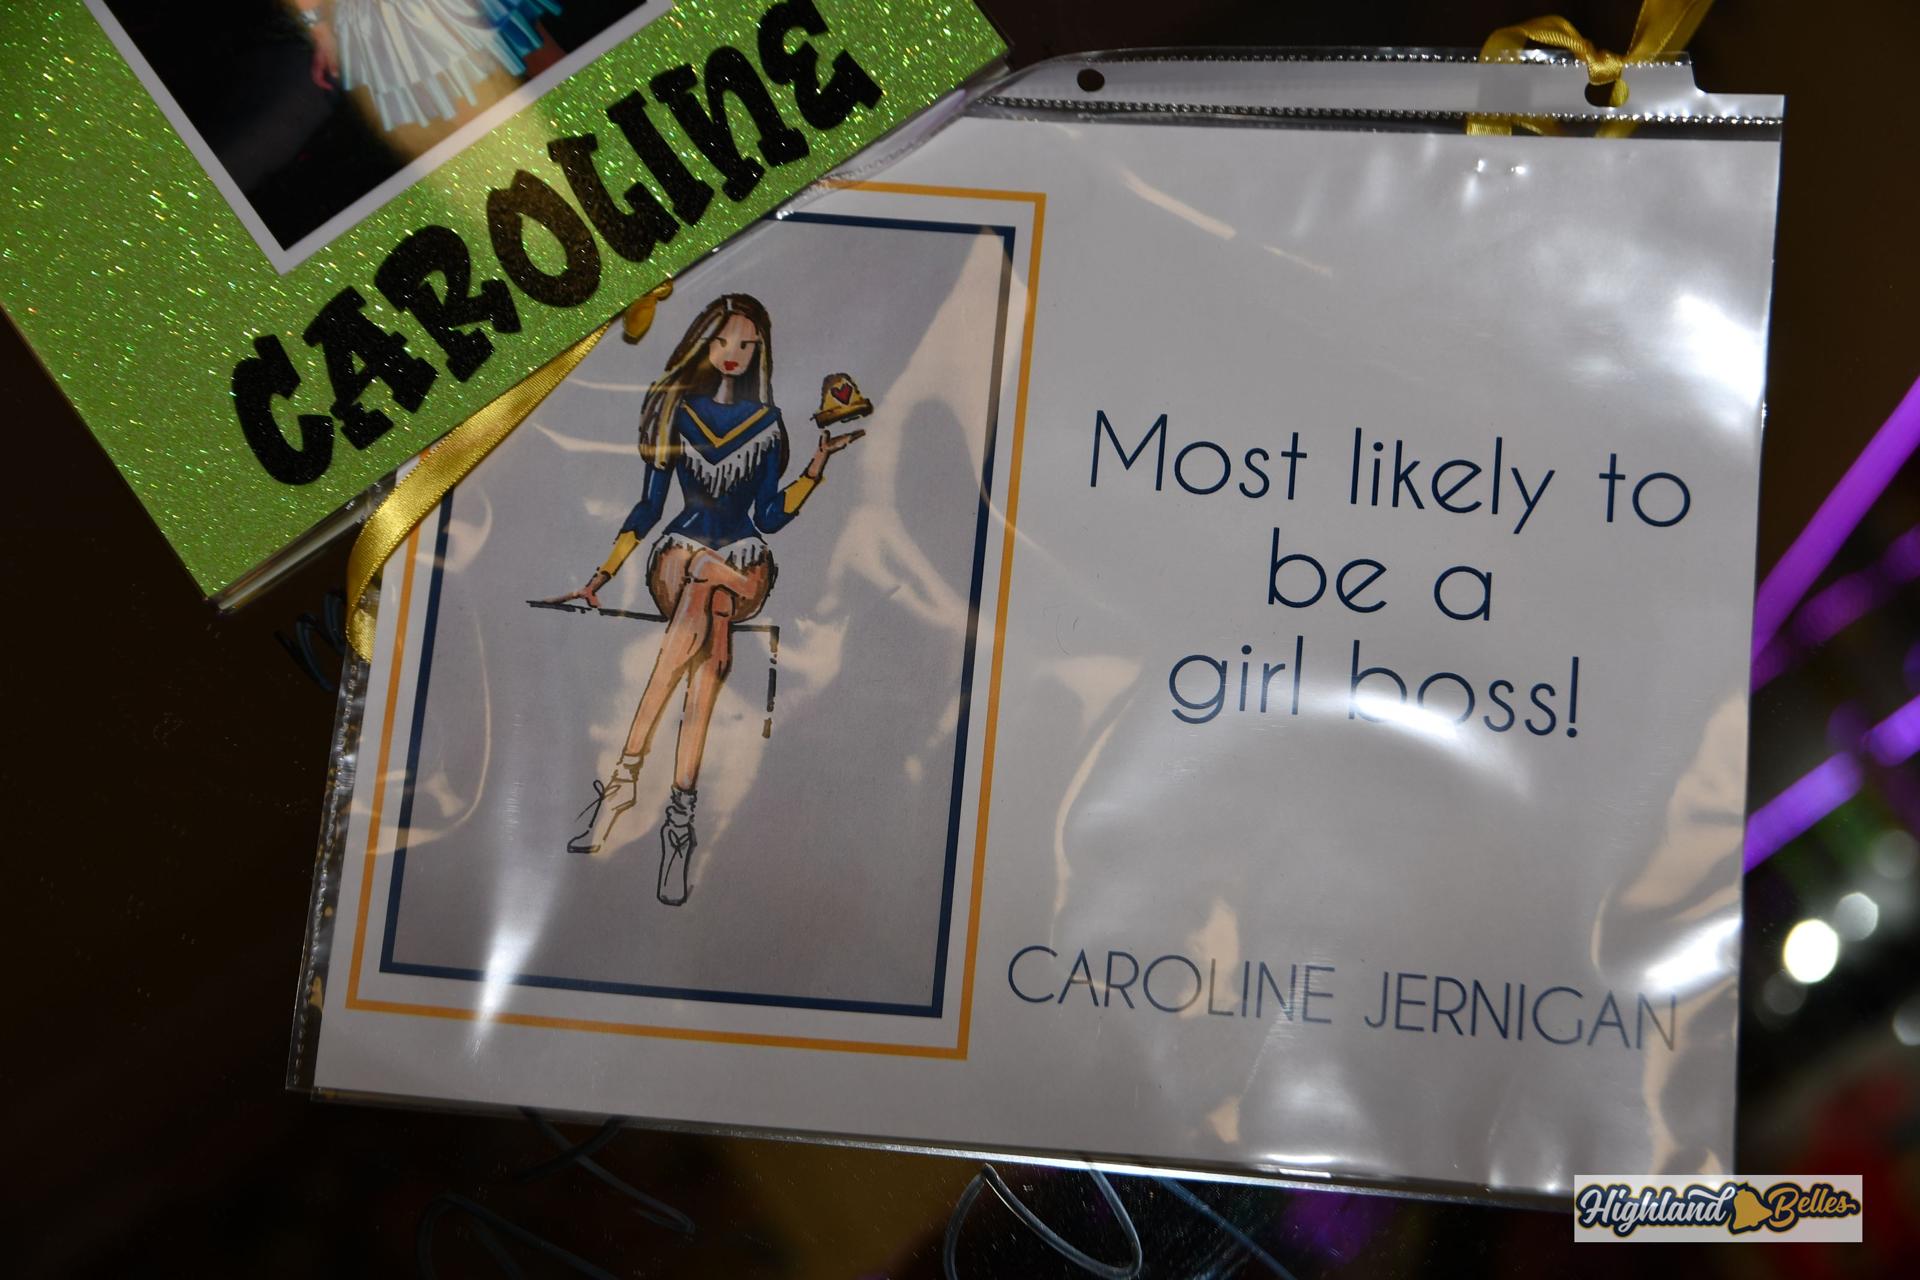 CAROLINE
Most likely to
be a
girl boss!
CAROLINE JERNIGAN
Highland Belles